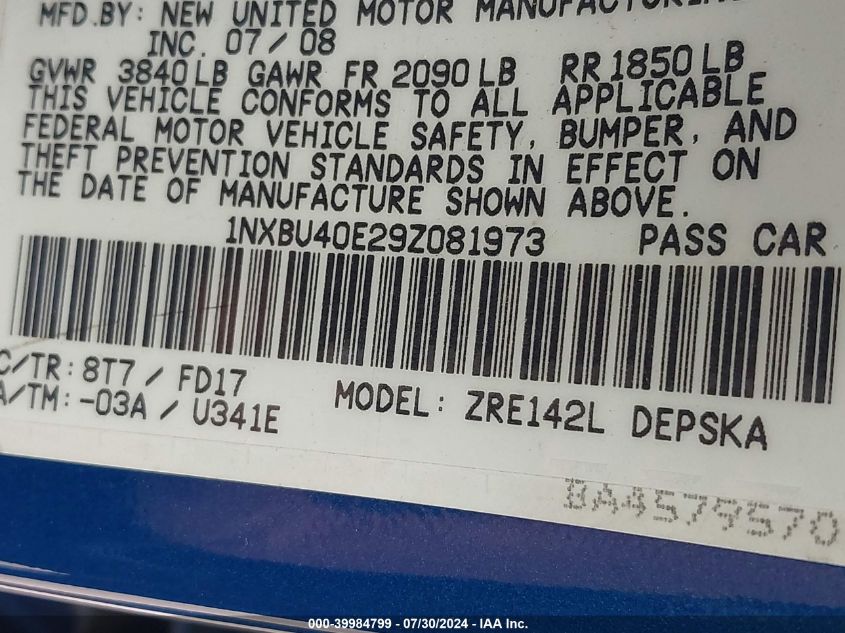 MFD.BY: NEW UNITED MOTOR MANUFACTURING
INC. 07/08
GVWR 3840LB GAWR FR 2090LB RR1850LB
THIS VEHICLE CONFORMS TO ALL APPLICABLE
FEDERAL MOTOR VEHICLE SAFETY, BUMPER, AND
THEFT PREVENTION STANDARDS IN EFFECT ON
THE DATE OF MANUFACTURE SHOWN ABOVE.
1NXBU40E29Z081973 PASS CAR
C/TR: 8T7 / FD17
A/TM: -03A / U341E
MODEL: ZRE142L DEPSKA
BA4579570
000-39984799 - 07/30/2024 - IAA Inc.